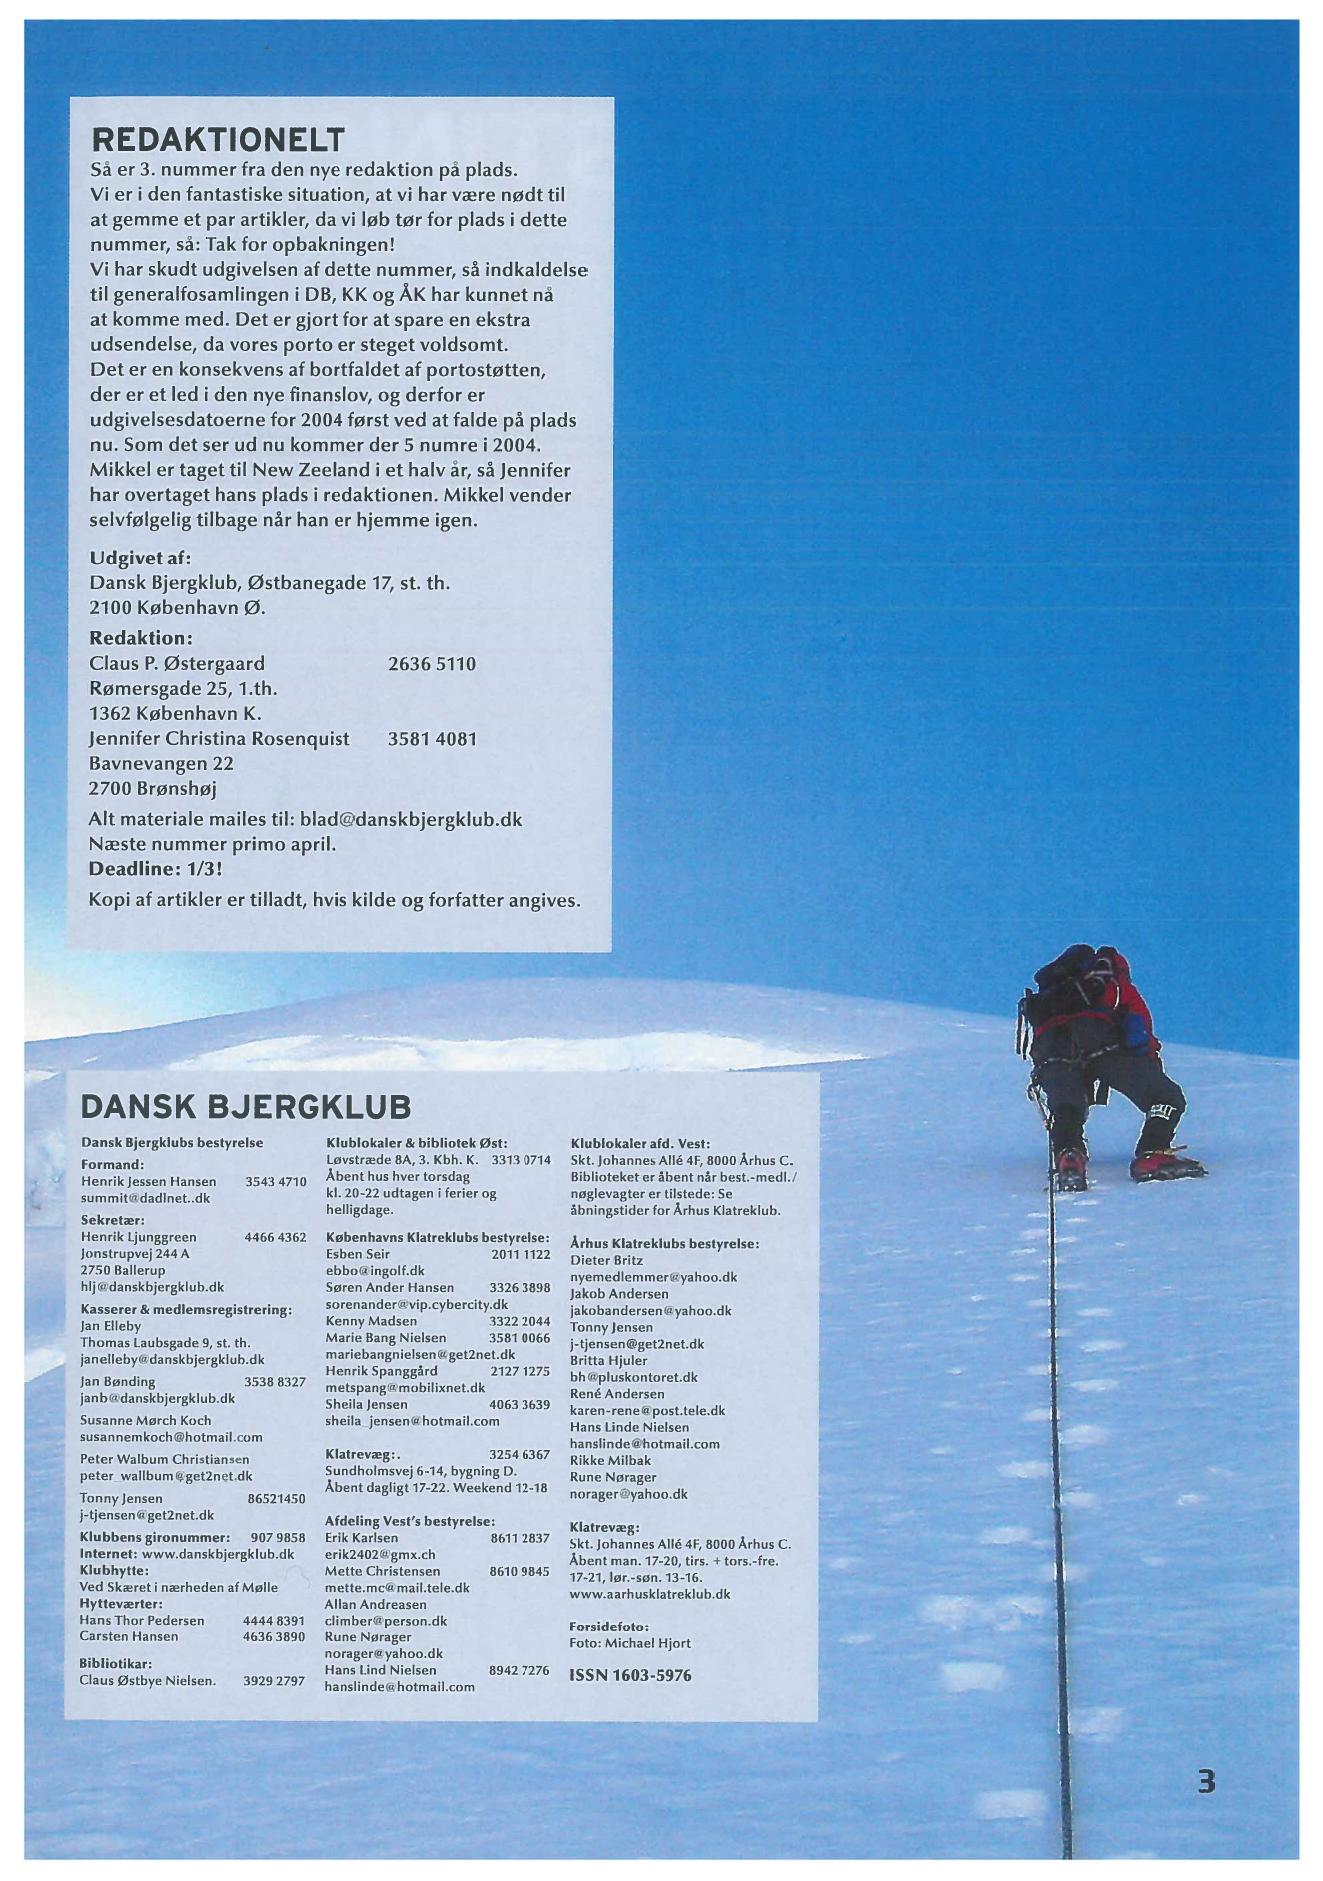 REDAKTIONELT
Så er 3. nummer fra den nye redaktion på plads.
Vi er i den fantastiske situation, at vi har være nødt til
at gemme et par artikler, da vi løb tør for plads i dette
nummer, så: Tak for opbakningen!
Vi har skudt udgivelsen af dette nummer, så indkaldelse
til generalfosamlingen i DB, KK og ÅK har kunnet nå
at komme med. Det er gjort for at spare en ekstra
udsendelse, da vores porto er steget voldsomt.
Det er en konsekvens af bortfaldet af portostøtten,
der er et led i den nye finanslov, og derfor er
udgivelsesdatoerne for 2004 først ved at falde på plads
nu. Som det ser ud nu kommer der 5 numre i 2004.
Mikkel er taget til New Zeeland i et halv år, så Jennifer
har overtaget hans plads i redaktionen. Mikkel vender
selvfølgelig tilbage når han er hjemme igen.
Udgivet af:
Dansk Bjergklub, Østbanegade 17, st. th.
2100 København Ø.
Redaktion:
Claus P. Østergaard 2636 5110
Rømersgade 25, 1.th.
1362 København K.
Jennifer Christina Rosenquist 3581 4081
Bavnevangen 22
2700 Brønshøj
Alt materiale mailes til: blad@danskbjergklub.dk
Næste nummer primo april.
Deadline: 1/3!
Kopi af artikler er tilladt, hvis kilde og forfatter angives.
DANSK BJERGKLUB
Dansk Bjergklubs bestyrelse
Formand:
Henrik Jessen Hansen 3543 4710
summit@dadlnet..dk
Sekretær:
Henrik Ljunggreen 4466 4362
Jonstrupvej 244 A
2750 Ballerup
hlj@danskbjergklub.dk
Kasserer & medlemsregistrering:
Jan Elleby
Thomas Laubsgade 9, st. th.
janelleby@danskbjergklub.dk
Jan Bønding 3538 8327
janb@danskbjergklub.dk
Susanne Mørch Koch
susannemkoch@hotmail.com
Peter Walbum Christiansen
peter_wallbum@get2net.dk
Tonny Jensen 86521450
j-tjensen@get2net.dk
Klubbens gironummer: 907 9858
Internet: www.danskbjergklub.dk
Klubhytte:
Ved Skæret i nærheden af Mølle
Hytteværter:
Hans Thor Pedersen 4444 8391
Carsten Hansen 4636 3890
Bibliotikar:
Claus Østbye Nielsen. 3929 2797
Klublokaler & bibliotek Øst:
Løvstræde 8A, 3. Kbh. K. 3313 0714
Åbent hus hver torsdag
kl. 20-22 udtagen i ferier og
helligdage.
Københavns Klatreklubs bestyrelse:
Esben Seir 2011 1122
ebbo@ingolf.dk
Søren Ander Hansen 3326 3898
sorenander@vip.cybercity.dk
Kenny Madsen 3322 2044
Marie Bang Nielsen 3581 0066
mariebangnielsen@get2net.dk
Henrik Spanggård 2127 1275
metspang@mobilixnet.dk
Sheila Jensen 4063 3639
sheila_jensen@hotmail.com
Klatrevæg:. 3254 6367
Sundholmsvej 6-14, bygning D.
Åbent dagligt 17-22. Weekend 12-18
Afdeling Vest's bestyrelse:
Erik Karlsen 8611 2837
erik2402@gmx.ch
Mette Christensen 8610 9845
mette.mc@mail.tele.dk
Allan Andreasen
climber@person.dk
Rune Nørager
norager@yahoo.dk
Hans Lind Nielsen 8942 7276
hanslinde@hotmail.com
Klublokaler afd. Vest:
Skt. Johannes Allé 4F, 8000 Århus C.
Biblioteket er åbent når best.-medl./
nøglevagter er tilstede: Se
åbningstider for Århus Klatreklub.
Århus Klatreklubs bestyrelse:
Dieter Britz
nyemedlemmer@yahoo.dk
Jakob Andersen
jakobandersen@yahoo.dk
Tonny Jensen
j-tjensen@get2net.dk
Britta Hjuler
bh@pluskontoret.dk
René Andersen
karen-rene@post.tele.dk
Hans Linde Nielsen
hanslinde@hotmail.com
Rikke Milbak
Rune Nørager
norager@yahoo.dk
Klatrevæg:
Skt. Johannes Allé 4F, 8000 Århus C.
Åbent man. 17-20, tirs. + tors.-fre.
17-21, lør.-søn. 13-16.
www.aarhusklatreklub.dk
Forsidefoto:
Foto: Michael Hjort
ISSN 1603-5976
3